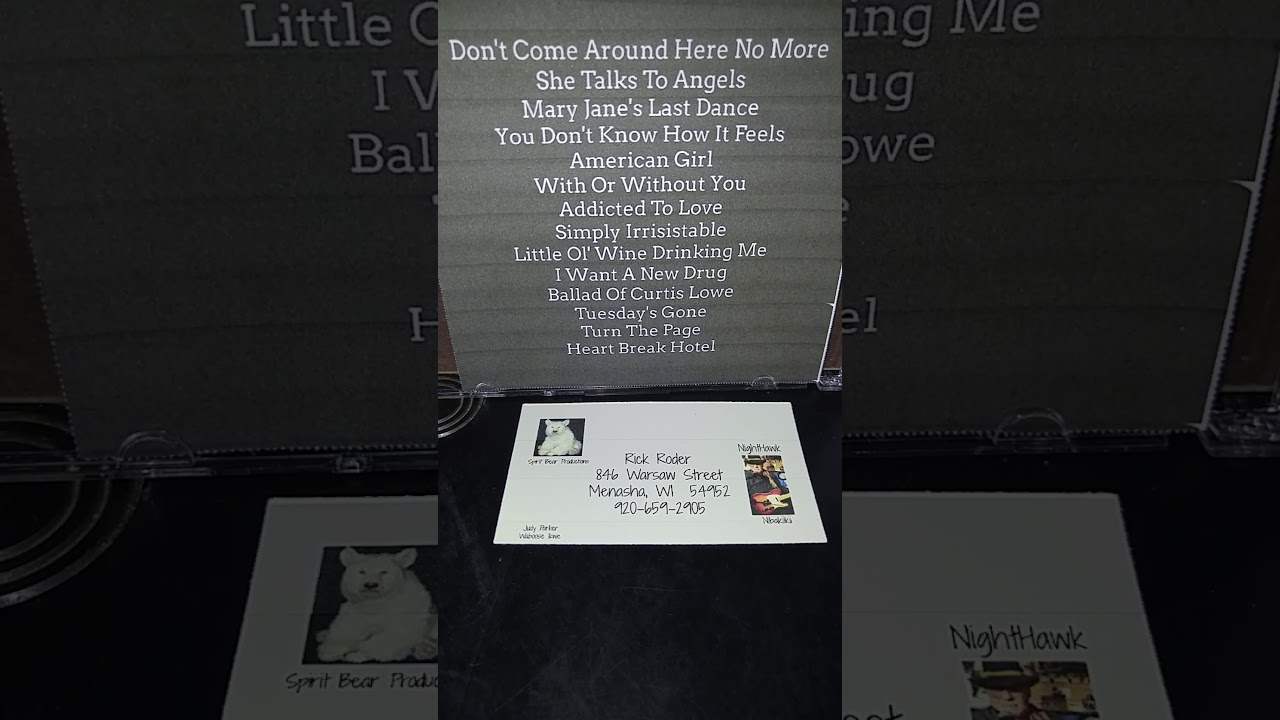 Don't Come Around Here No More
She Talks To Angels
Mary Jane's Last Dance
You Don't Know How It Feels
American Girl
With Or Without You
Addicted To Love
Simply Irrisistable
Little Ol' Wine Drinking Me
I Want A New Drug
Ballad Of Curtis Lowe
Tuesday's Gone
Turn The Page
Heart Break Hotel
Spirit Bear Productions
Rick Roder
846 Warsaw Street
Menasha, WI 54952
920-659-2905
NightHawk
Judy Parker